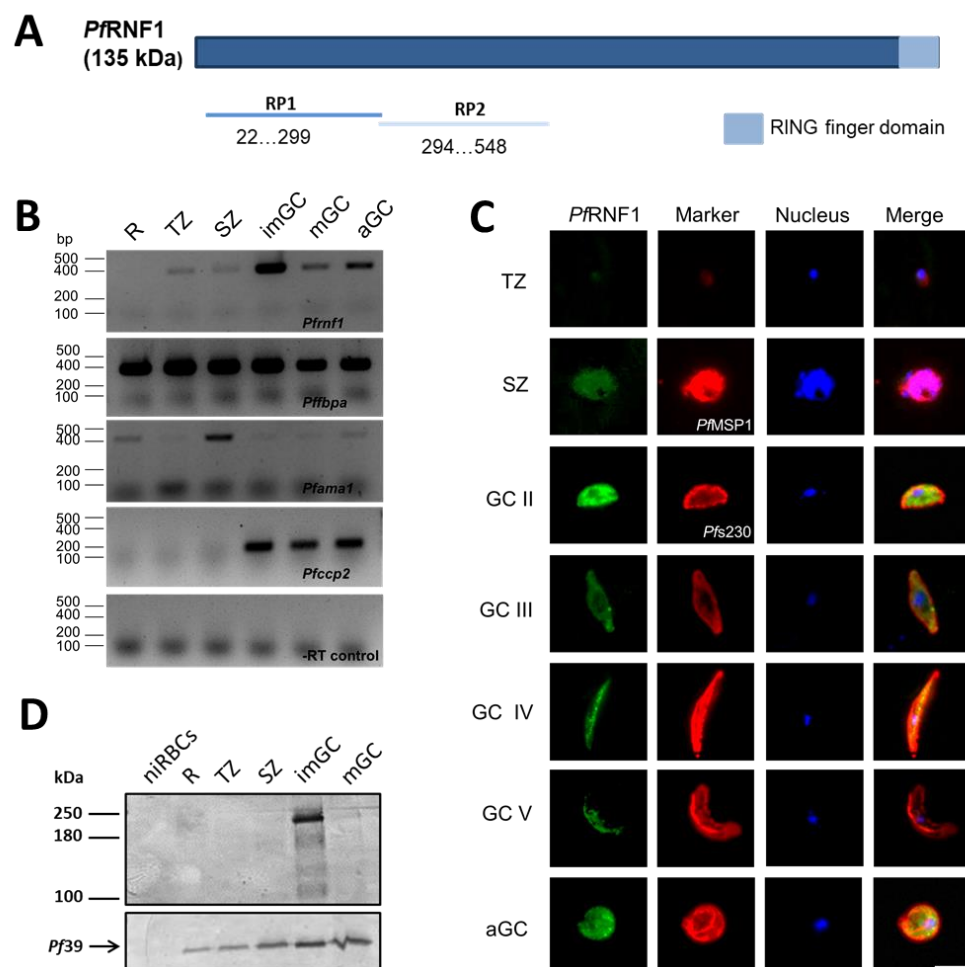 A
PfRNF1
(135 kDa)
RP1
22...299
RP2
294...548
RING finger domain
B
R TZ SZ imGC mGC aGC
bp
500
400
200
100
Pfrnf1
500
400
200
100
Pffbpa
500
400
200
100
Pfama1
500
400
200
100
Pfccp2
500
400
200
100
-RT control
C
PfRNF1 Marker Nucleus Merge
TZ
SZ
PfMSP1
GC II
Pfs230
GC III
GC IV
GC V
aGC
D
niRBCs R TZ SZ imGC mGC
kDa
250
180
100
Pf39